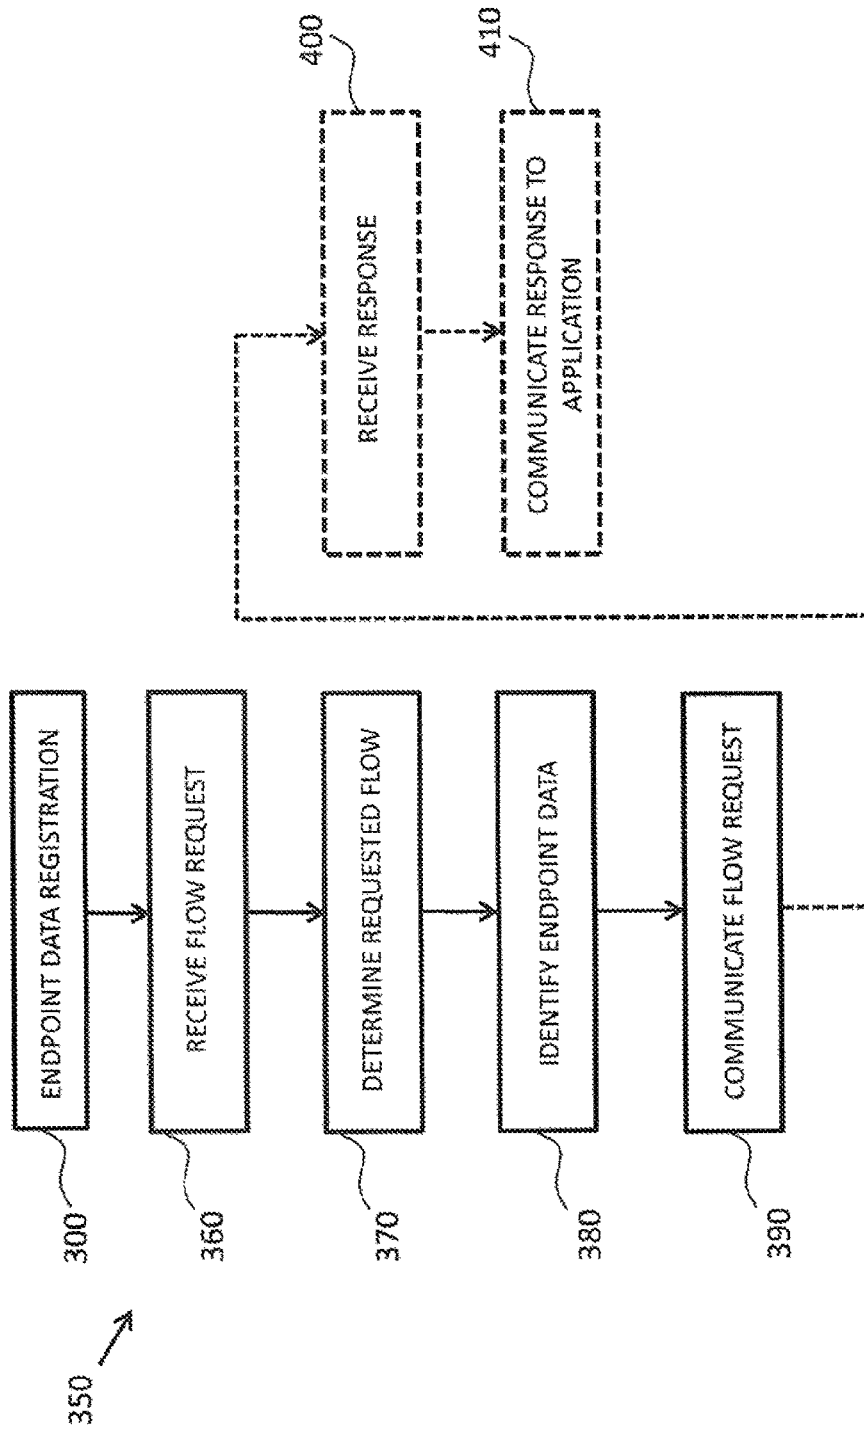 350
300
ENDPOINT DATA REGISTRATION
360
RECEIVE FLOW REQUEST
370
DETERMINE REQUESTED FLOW
380
IDENTIFY ENDPOINT DATA
390
COMMUNICATE FLOW REQUEST
400
RECEIVE RESPONSE
410
COMMUNICATE RESPONSE TO
APPLICATION